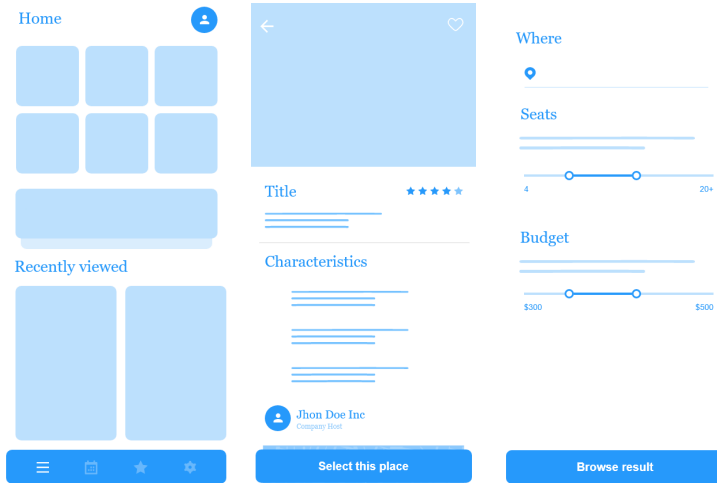 Home
Recently viewed
Title
Characteristics
Jhon Doe Inc
Company Host
Select this place
Where
Seats
4
20+
Budget
$300
$500
Browse result